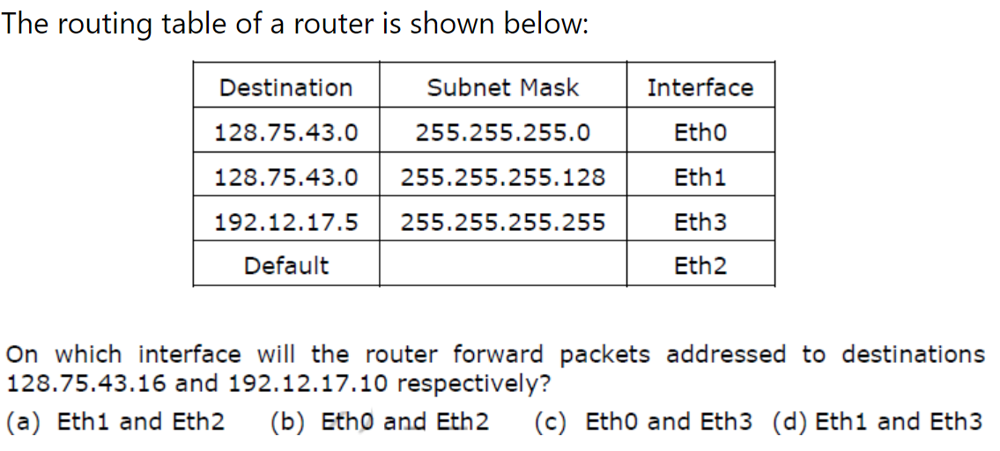 The routing table of a router is shown below:
Destination Subnet Mask Interface
128.75.43.0 255.255.255.0 Eth0
128.75.43.0 255.255.255.128 Eth1
192.12.17.5 255.255.255.255 Eth3
Default Eth2
On which interface will the router forward packets addressed to destinations
128.75.43.16 and 192.12.17.10 respectively?
(a) Eth1 and Eth2 (b) Eth0 and Eth2 (c) Eth0 and Eth3 (d) Eth1 and Eth3